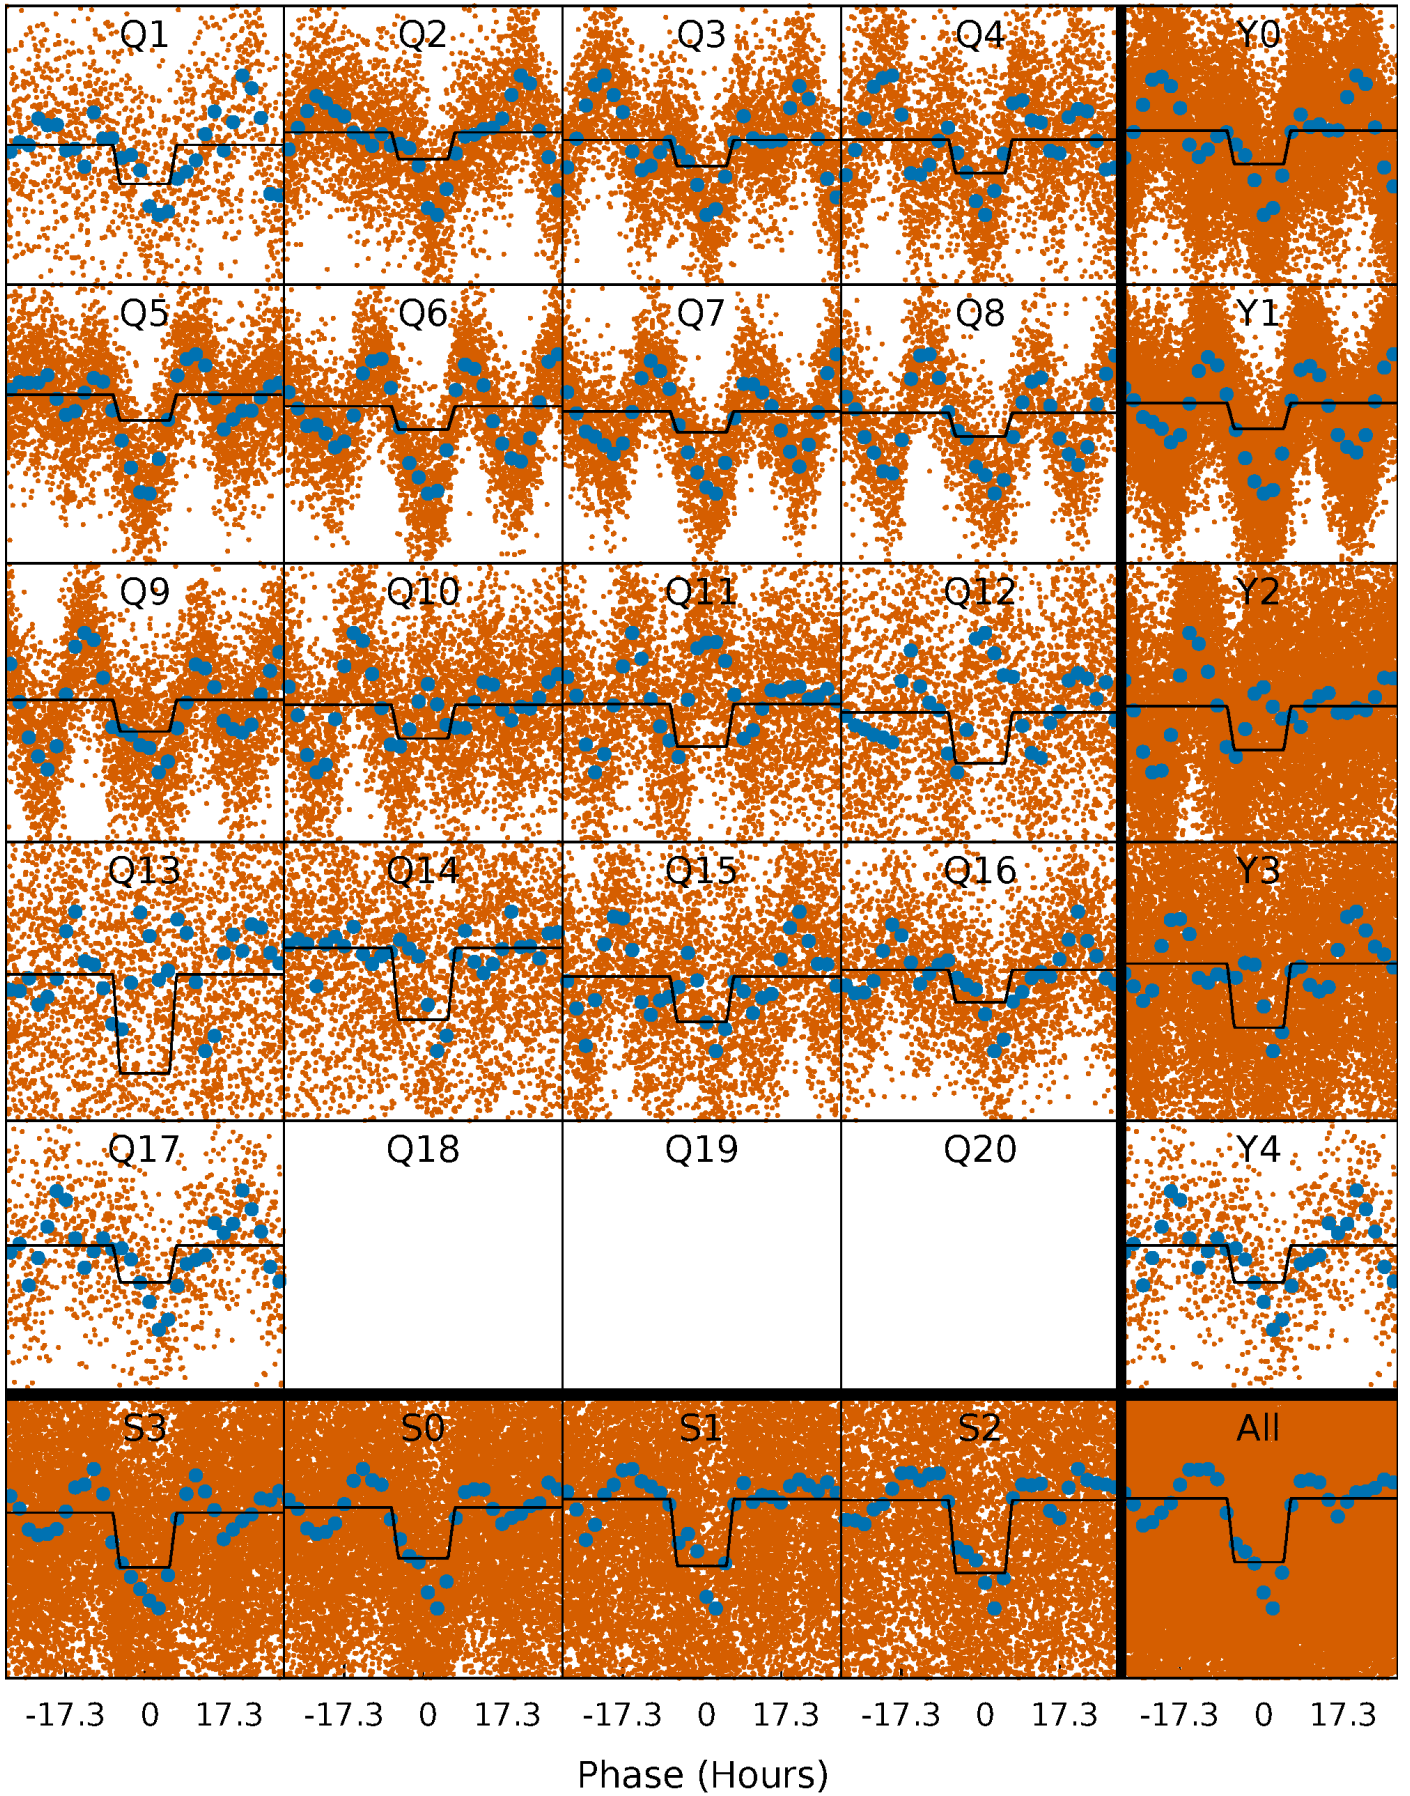 Q1 Q2 Q3 Q4 Y0
Q5 Q6 Q7 Q8 Y1
Q9 Q10 Q11 Q12 Y2
Q13 Q14 Q15 Q16 Y3
Q17 Q18 Q19 Q20 Y4
S3 S0 S1 S2 All
-17.3 0 17.3 -17.3 0 17.3 -17.3 0 17.3 -17.3 0 17.3 -17.3 0 17.3
Phase (Hours)